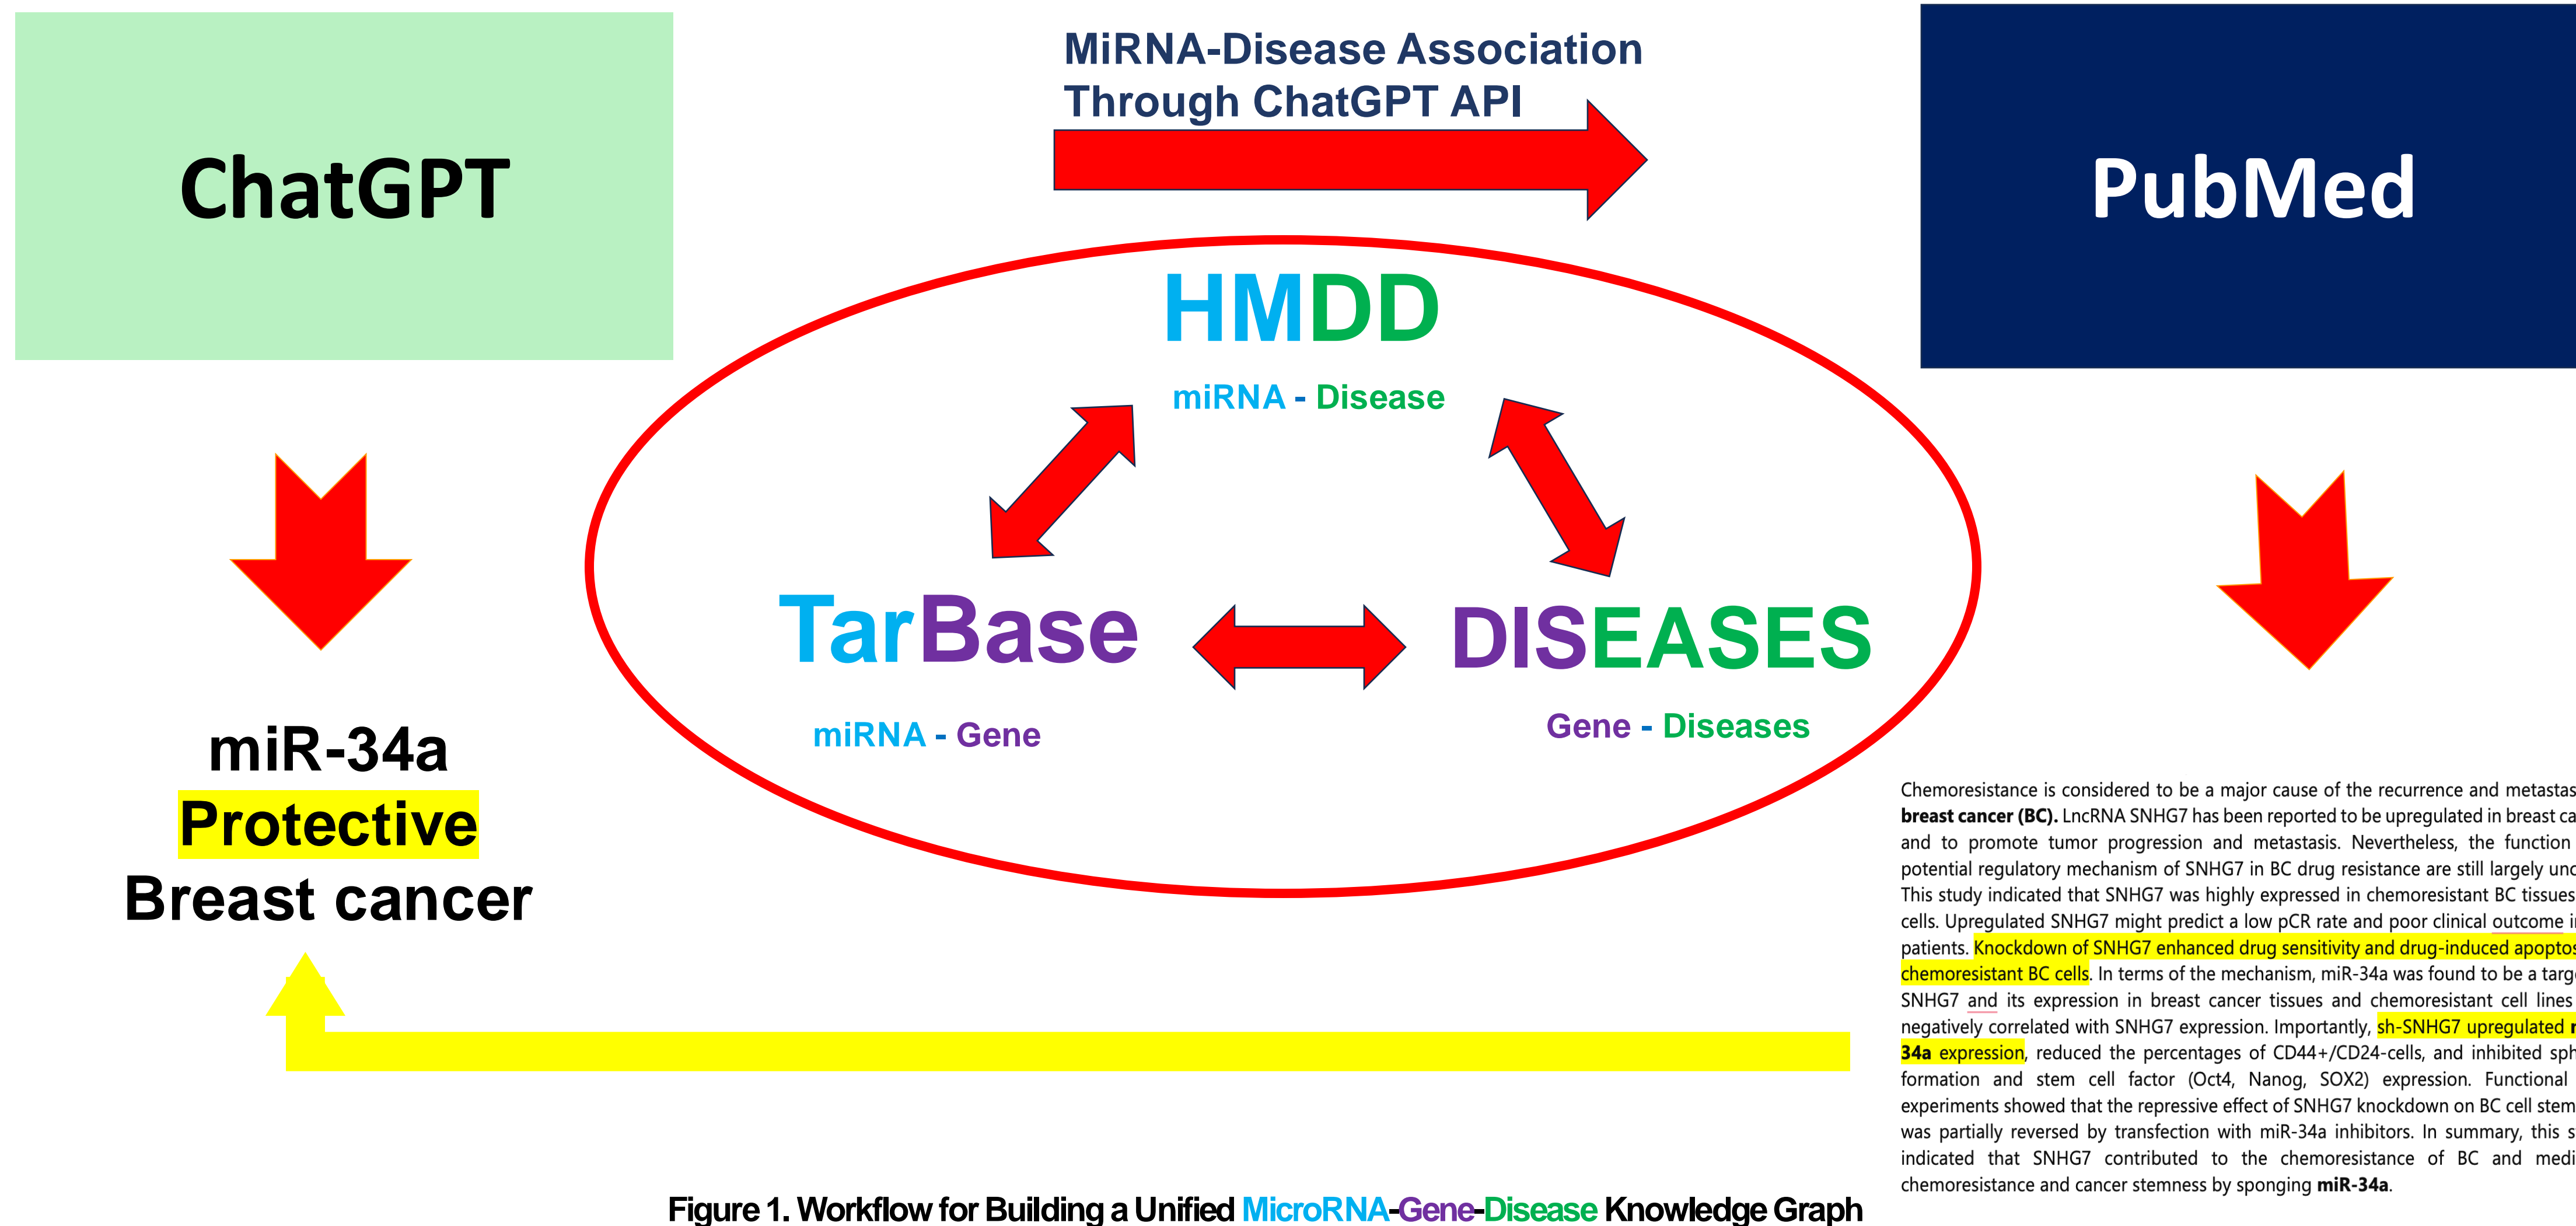 ChatGPT
MiRNA-Disease Association
Through ChatGPT API
PubMed
HMDD
miRNA - Disease
TarBase
miRNA - Gene
DISEASES
Gene - Diseases
miR-34a
Protective
Breast cancer
Chemoresistance is considered to be a major cause of the recurrence and
breast cancer (BC). LncRNA SNHG7 has been reported to be upregulated in breast
and to promote tumor progression and metastasis. Nevertheless, the function
potential regulatory mechanism of SNHG7 in BC drug resistance are still largely
This study indicated that SNHG7 was highly expressed in chemoresistant BC tissues
cells. Upregulated SNHG7 might predict a low pCR rate and poor clinical outcome
patients. Knockdown of SNHG7 enhanced drug sensitivity and drug-induced
chemoresistant BC cells. In terms of the mechanism, miR-34a was found to be a
SNHG7 and its expression in breast cancer tissues and chemoresistant cell lines
negatively correlated with SNHG7 expression. Importantly, sh-SNHG7 upregulated
34a expression, reduced the percentages of CD44+/CD24-cells, and inhibited
formation and stem cell factor (Oct4, Nanog, SOX2) expression. Functional
experiments showed that the repressive effect of SNHG7 knockdown on BC cell
was partially reversed by transfection with miR-34a inhibitors. In summary, this
indicated that SNHG7 contributed to the chemoresistance of BC and
chemoresistance and cancer stemness by sponging miR-34a.
Figure 1. Workflow for Building a Unified MicroRNA-Gene-Disease Knowledge Graph